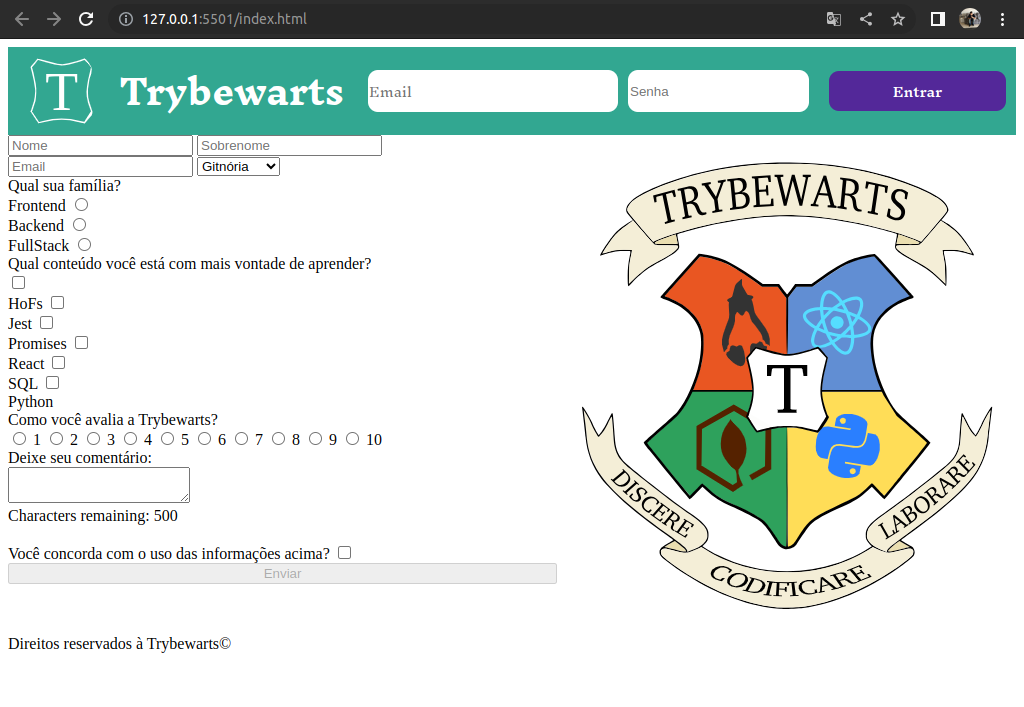 127.0.0.1:5501/index.html
T Trybewarts Email Senha Entrar
Nome Sobrenome
Email Gitnória
Qual sua família?
Frontend
Backend
FullStack
Qual conteúdo você está com mais vontade de aprender?
HoFs
Jest
Promises
React
SQL
Python
Como você avalia a Trybewarts?
1 2 3 4 5 6 7 8 9 10
Deixe seu comentário:
Characters remaining: 500
Você concorda com o uso das informações acima?
Enviar
Direitos reservados à Trybewarts©
TRYBEWARTS
T
DISCERE
LABORARE
CODIFICARE